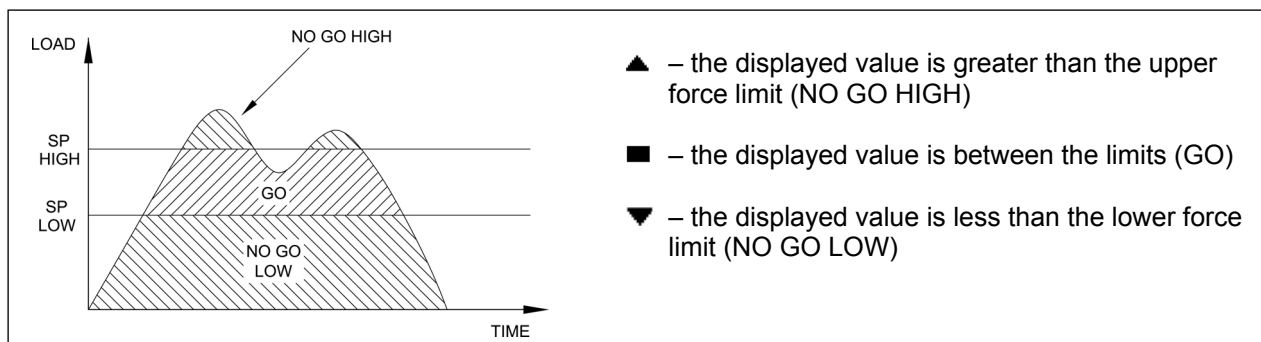 LOAD
NO GO HIGH
SP
HIGH
SP
LOW
GO
NO GO
LOW
TIME
▲ – the displayed value is greater than the upper
force limit (NO GO HIGH)
■ – the displayed value is between the limits (GO)
▼ – the displayed value is less than the lower force
limit (NO GO LOW)